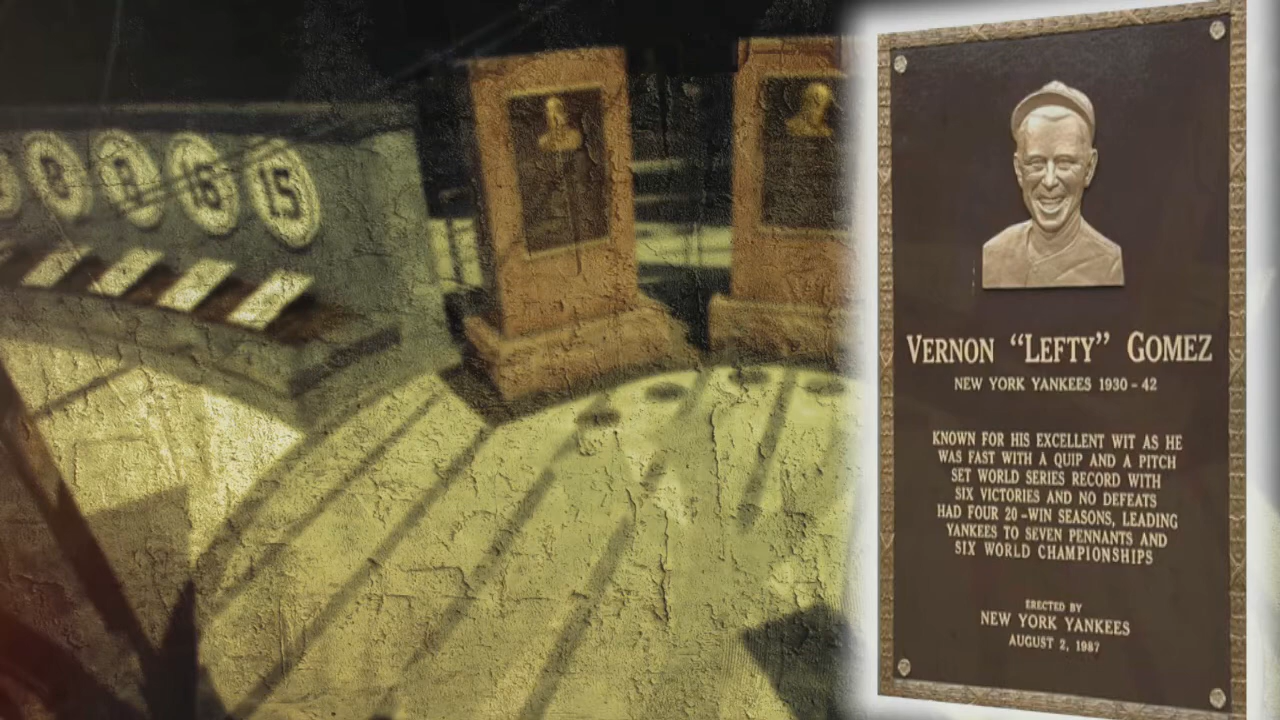 8
16
15
VERNON "LEFTY" GOMEZ
NEW YORK YANKEES 1930-42
KNOWN FOR HIS EXCELLENT WIT AS HE
WAS FAST WITH A QUIP AND A PITCH
SET WORLD SERIES RECORD WITH
SIX VICTORIES AND NO DEFEATS
HAD FOUR 20-WIN SEASONS, LEADING
YANKEES TO SEVEN PENNANTS AND
SIX WORLD CHAMPIONSHIPS
ERECTED BY
NEW YORK YANKEES
AUGUST 2, 1987